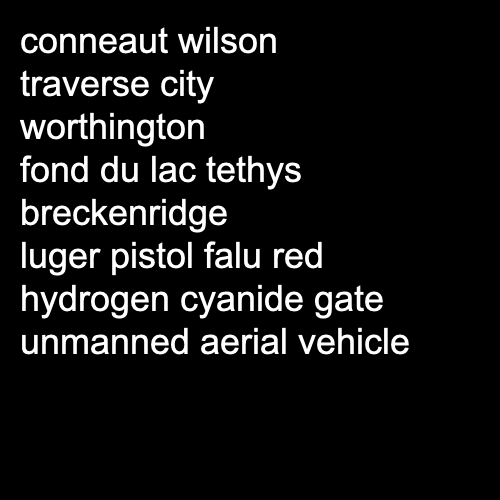 conneaut wilson
traverse city
worthington
fond du lac tethys
breckenridge
luger pistol falu red
hydrogen cyanide gate
unmanned aerial vehicle